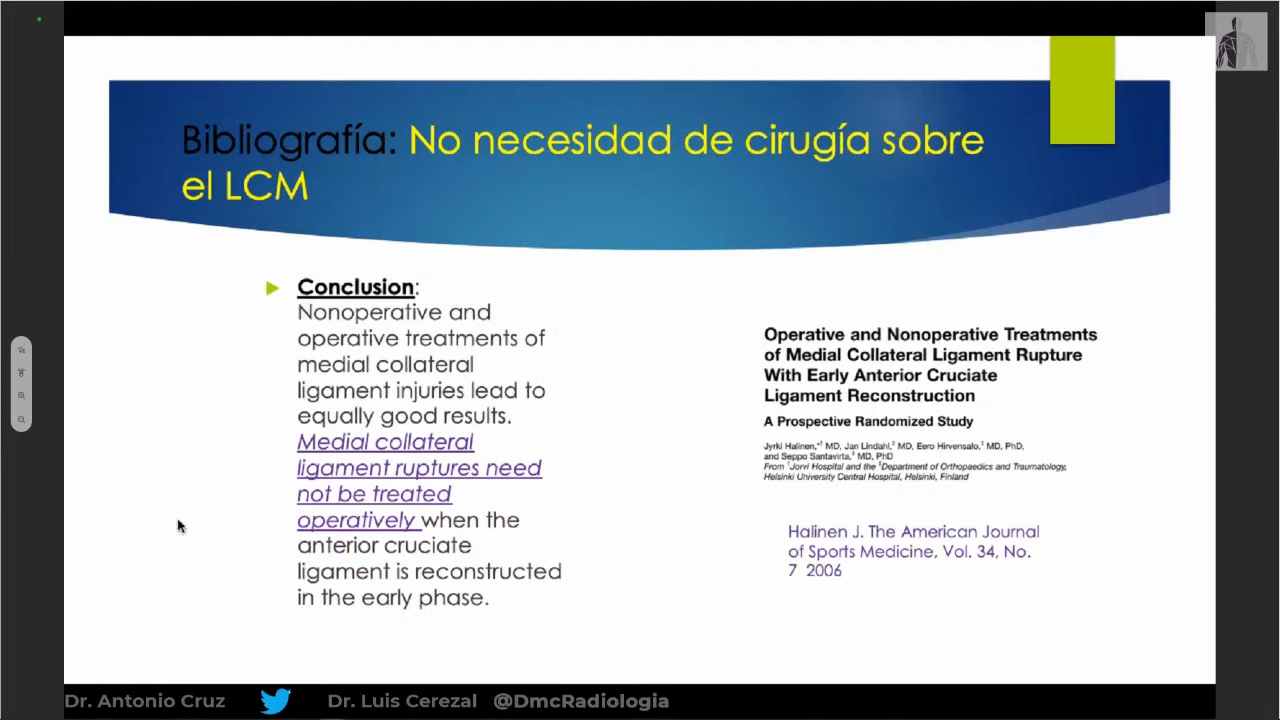 Bibliografía: No necesidad de cirugía sobre
el LCM
Conclusion:
Nonoperative and
operative treatments of
medial collateral
ligament injuries lead to
equally good results.
Medial collateral
ligament ruptures need
not be treated
operatively when the
anterior cruciate
ligament is reconstructed
in the early phase.
Operative and Nonoperative Treatments
of Medial Collateral Ligament Rupture
With Early Anterior Cruciate
Ligament Reconstruction
A Prospective Randomized Study
Jyrki Halinen,*† MD, Jan Lindahl,‡ MD, Eero Hirvensalo,‡ MD, PhD,
and Seppo Santavirta,‡ MD, PhD
From †Jorvi Hospital and the ‡Department of Orthopaedics and Traumatology,
Helsinki University Central Hospital, Helsinki, Finland
Halinen J. The American Journal
of Sports Medicine, Vol. 34, No.
7 2006
Dr. Antonio Cruz Dr. Luis Cerezal @DmcRadiologia